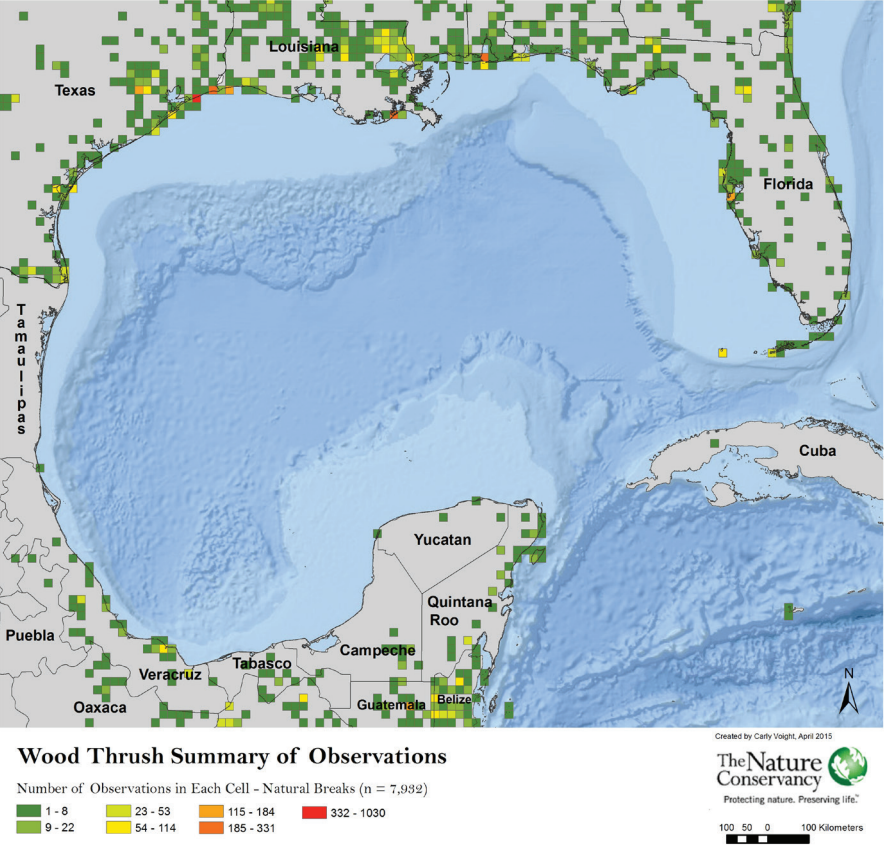 Louisiana
Texas
Florida
Tamaulipas
Cuba
Yucatan
Quintana
Roo
Puebla
Campeche
Tabasco
Veracruz
Belize
Guatemala
Oaxaca
N
Created by Carly Voight, April 2015
Wood Thrush Summary of Observations
Number of Observations in Each Cell - Natural Breaks (n = 7,932)
1 - 8
9 - 22
23 - 53
54 - 114
115 - 184
185 - 331
332 - 1030
The Nature
Conservancy
Protecting nature. Preserving life.™
100 50 0 100 Kilometers